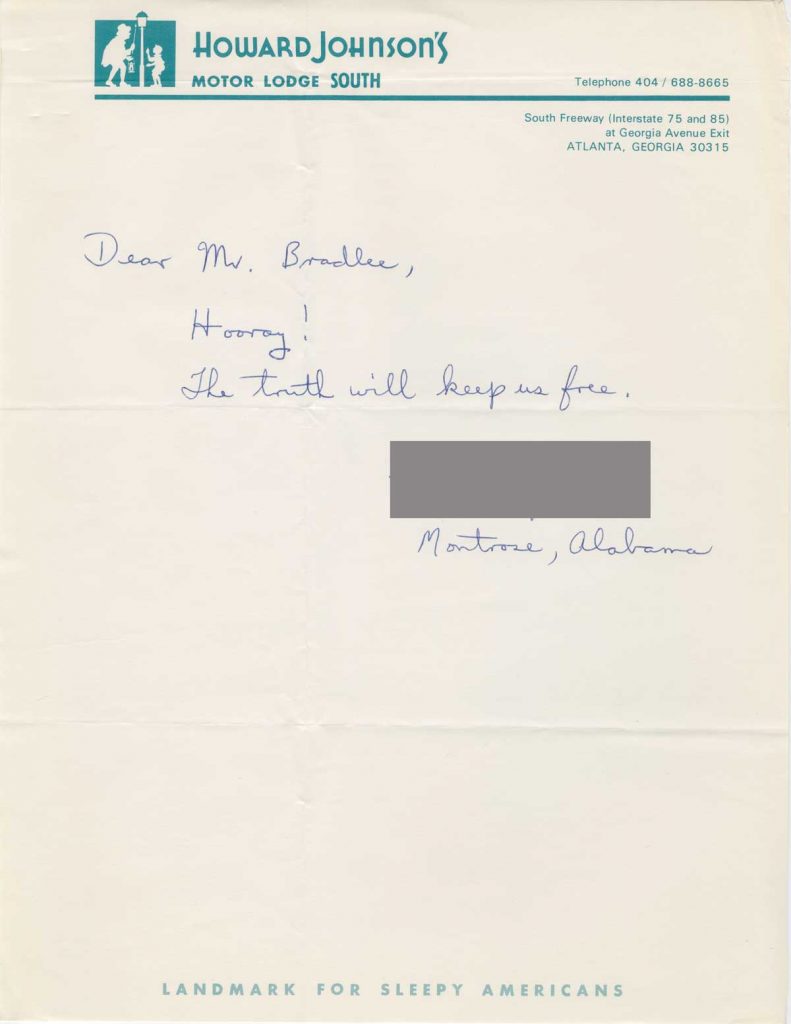 HOWARD JOHNSON'S
MOTOR LODGE SOUTH
Telephone 404 / 688-8665
South Freeway (Interstate 75 and 85)
at Georgia Avenue Exit
ATLANTA, GEORGIA 30315
Dear Mr. Bradlee,
Hooray!
The truth will keep us free.
Montrose, Alabama
LANDMARK FOR SLEEPY AMERICANS